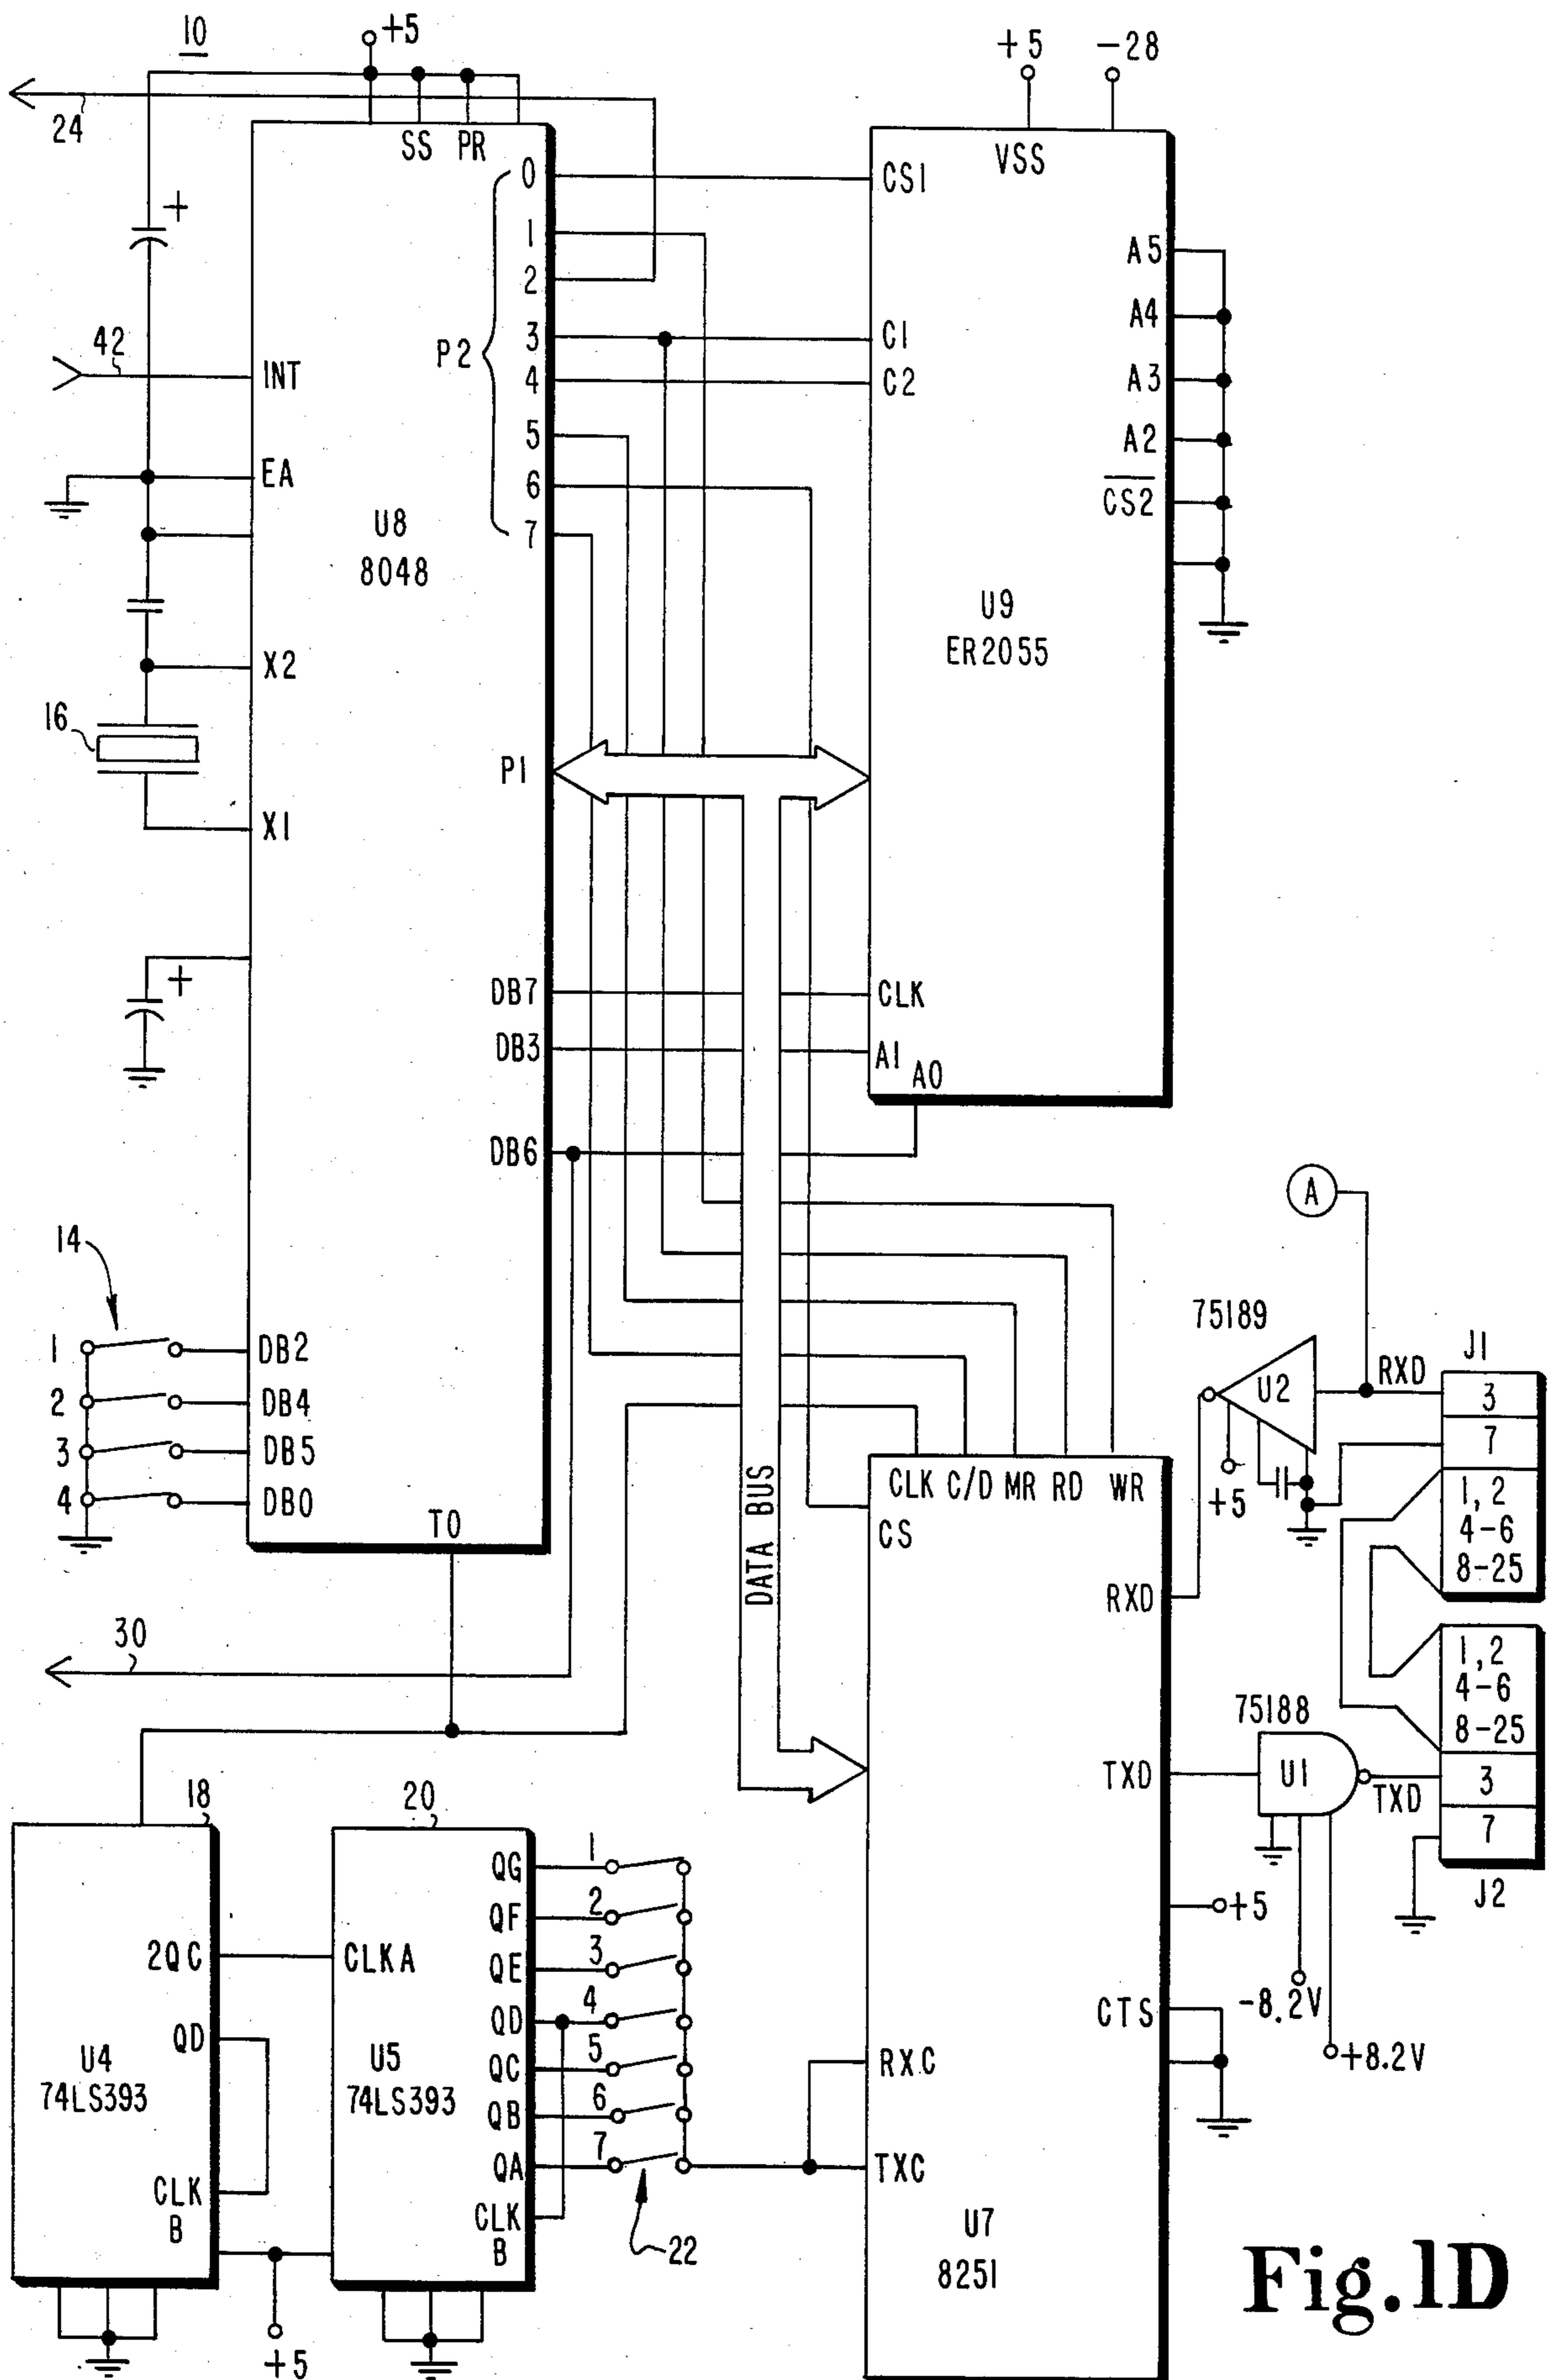 10
+5
+5
-28
24
SS PR
VSS
0
CS1
+
1
A5
2
A4
3
C1
P2
42
INT
4
C2
A3
5
A2
EA
6
CS2
U8
7
8048
U9
ER2055
X2
16
P1
X1
+
DB7
CLK
DB3
A1
A0
DB6
A
14
75189
1
DB2
RXD
J1
U2
3
2
DB4
7
3
DB5
CLK C/D MR RD WR
+5
1, 2
4
DB0
4-6
T0
CS
8-25
DATA BUS
RXD
30
1, 2
4-6
75188
8-25
TXD
U1
TXD
3
18
20
7
QG
1
J2
QF
2
+5
2QC
CLKA
QE
3
QD
4
-8.2V
CTS
QD
QC
5
+8.2V
U4
U5
RXC
74LS393
74LS393
QB
6
QA
7
TXC
CLK
B
CLK
B
22
U7
8251
+5
Fig.1D